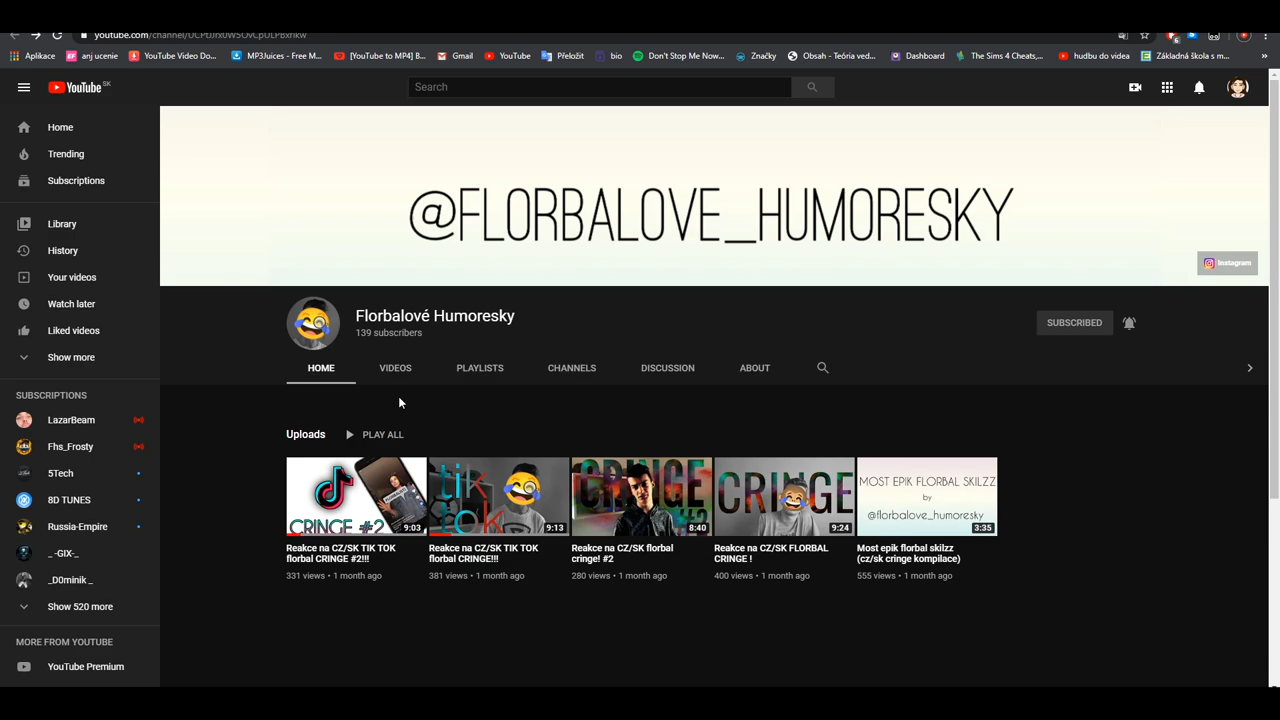 youtube.com/channel/
Aplikace anj ucenie YouTube Video Do... MP3Juices - Free M... [YouTube to MP4] B... Gmail YouTube Přeložit bio Don't Stop Me Now,... Značky Obsah - Teória ved... Dashboard The Sims 4 Cheats,... hudbu do videa Základná škola s m...
YouTube SK Search
@FLORBALOVE_HUMORESKY
Instagram
Florbalové Humoresky
139 subscribers
SUBSCRIBED
HOME VIDEOS PLAYLISTS CHANNELS DISCUSSION ABOUT
Home
Trending
Subscriptions
Library
History
Your videos
Watch later
Liked videos
Show more
SUBSCRIPTIONS
LazarBeam
Fhs_Frosty
5Tech
8D TUNES
Russia-Empire
_ -GIX-_
_D0minik _
Show 520 more
MORE FROM YOUTUBE
YouTube Premium
Uploads PLAY ALL
CRINGE #2
9:03
Reakce na CZ/SK TIK TOK
florbal CRINGE #2!!!
331 views • 1 month ago
tik
tok
9:13
Reakce na CZ/SK TIK TOK
florbal CRINGE!!!
381 views • 1 month ago
CRINGE
#2
8:40
Reakce na CZ/SK florbal
cringe! #2
280 views • 1 month ago
CRINGE
9:24
Reakce na CZ/SK FLORBAL
CRINGE !
400 views • 1 month ago
MOST EPIK FLORBAL SKILZZ
by
@florbalove_humoresky
3:35
Most epik florbal skilzz
(cz/sk cringe kompilace)
555 views • 1 month ago